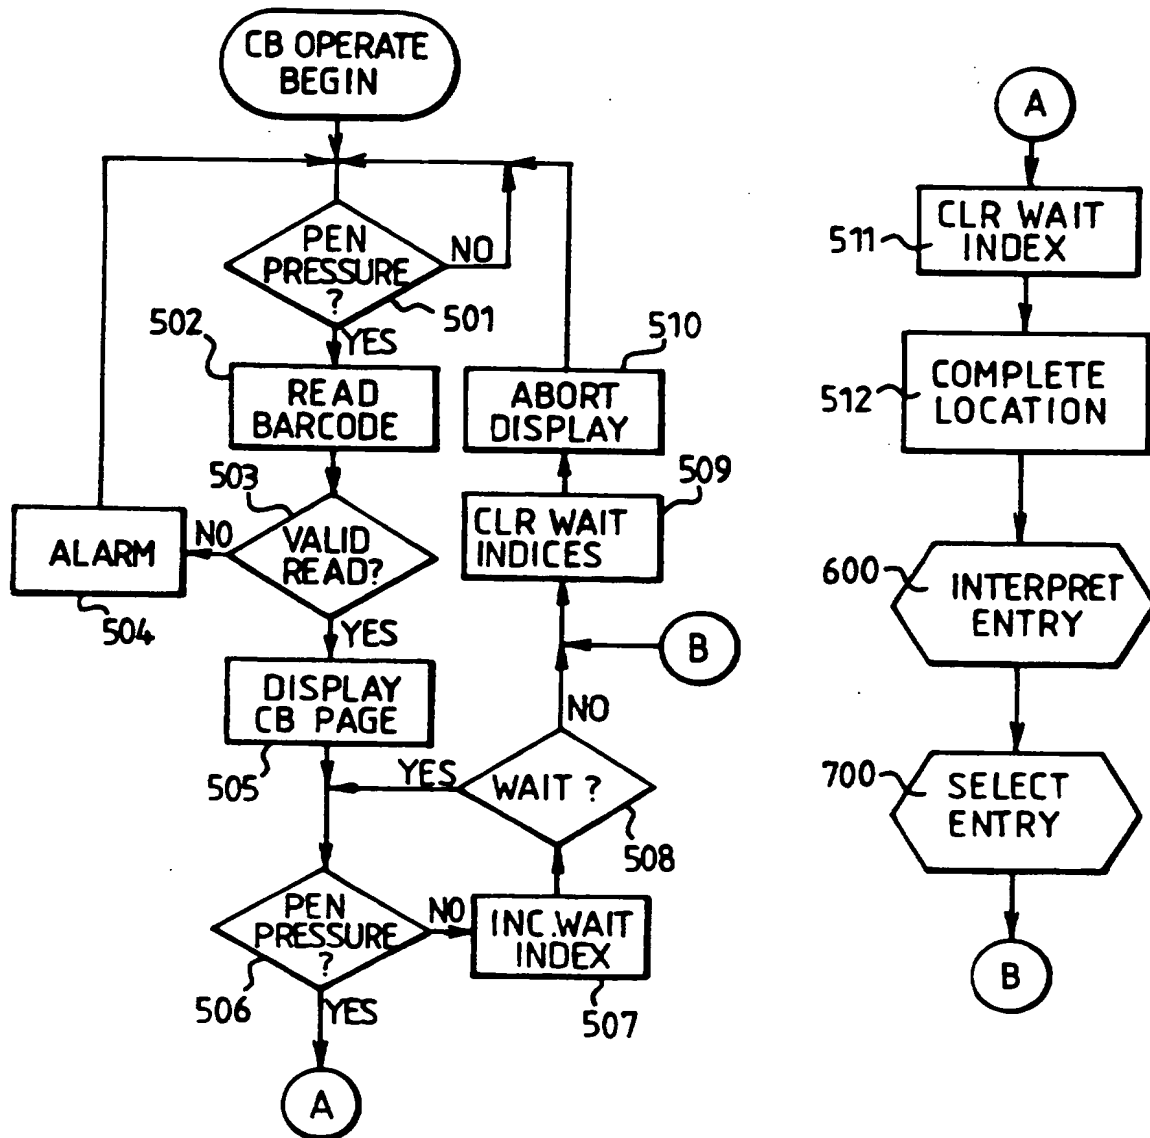 CB OPERATE
BEGIN
PEN
PRESSURE
?
NO
501
YES
502
READ
BARCODE
503
VALID
READ?
NO
ALARM
504
YES
DISPLAY
CB PAGE
505
PEN
PRESSURE
?
506
NO
YES
A
INC.WAIT
INDEX
507
WAIT ?
508
YES
NO
B
CLR WAIT
INDICES
509
ABORT
DISPLAY
510
A
CLR WAIT
INDEX
511
COMPLETE
LOCATION
512
INTERPRET
ENTRY
600
SELECT
ENTRY
700
B